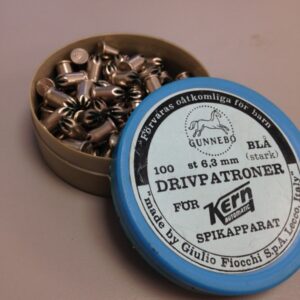 "Förvaras oåtkomliga för barn
GUNNEBO
BLÅ
(stark)
100 st 6,3 mm
DRIVPATRONER
FÖR
Kern
AUTOMATIC
SPIKAPPARAT
"made by Giulio Fiocchi S.p.A. Lecco, Italy"